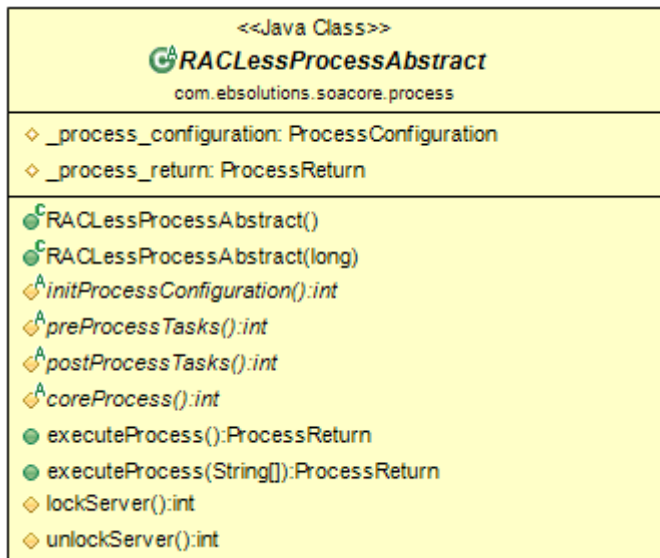 <<Java Class>>
RACLessProcessAbstract
com.ebsolutions.soacore.process
_process_configuration: ProcessConfiguration
_process_return: ProcessReturn
RACLessProcessAbstract()
RACLessProcessAbstract(long)
initProcessConfiguration():int
preProcessTasks():int
postProcessTasks():int
coreProcess():int
executeProcess():ProcessReturn
executeProcess(String[]):ProcessReturn
lockServer():int
unlockServer():int